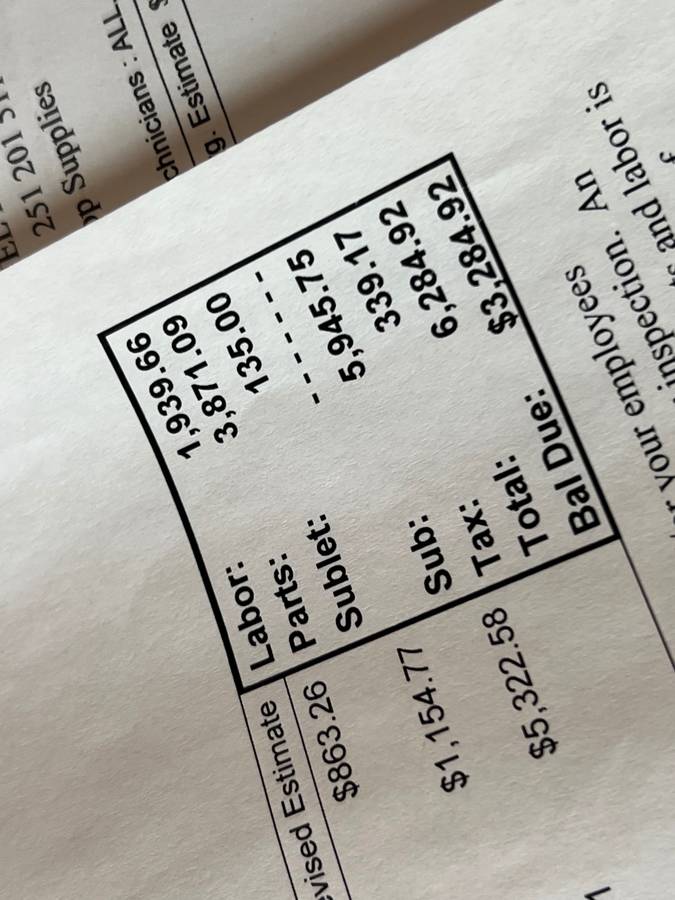 251 201
Supplies
: ALL
Estimate $
Labor: 1,939.66
Parts: 3,871.09
Sublet: 135.00
- - - - - - -
Sub: 5,945.75
Tax: 339.17
Total: 6,284.92
Bal Due: $3,284.92
Estimate
$863.26
$1,154.77
$5,322.58
your employees
An
inspection.
and labor is